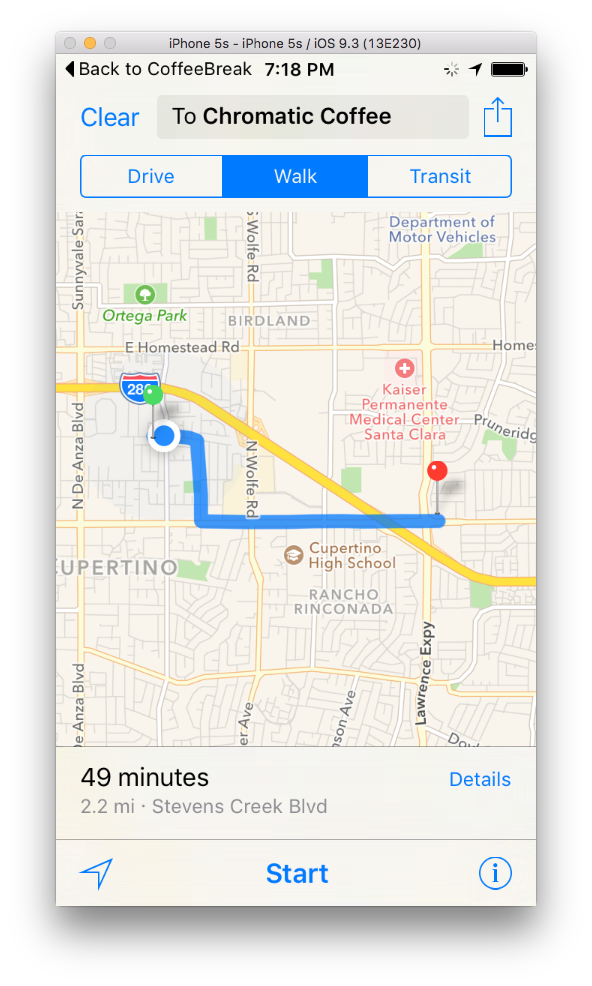 iPhone 5s - iPhone 5s / iOS 9.3 (13E230)
Back to CoffeeBreak 7:18 PM
Clear To Chromatic Coffee
Drive Walk Transit
Department of
Motor Vehicles
Sunnyvale Sar
S Wolfe Rd
Ortega Park
BIRDLAND
E Homestead Rd
Homes
280
Kaiser
Permanente
Medical Center
Santa Clara
Pruneridg
N De Anza Blvd
N Wolfe Rd
Cupertino
High School
CUPERTINO
RANCHO
RINCONADA
Lawrence Expy
De Anza Blvd
er Ave
nson Ave
49 minutes
Details
2.2 mi · Stevens Creek Blvd
Start